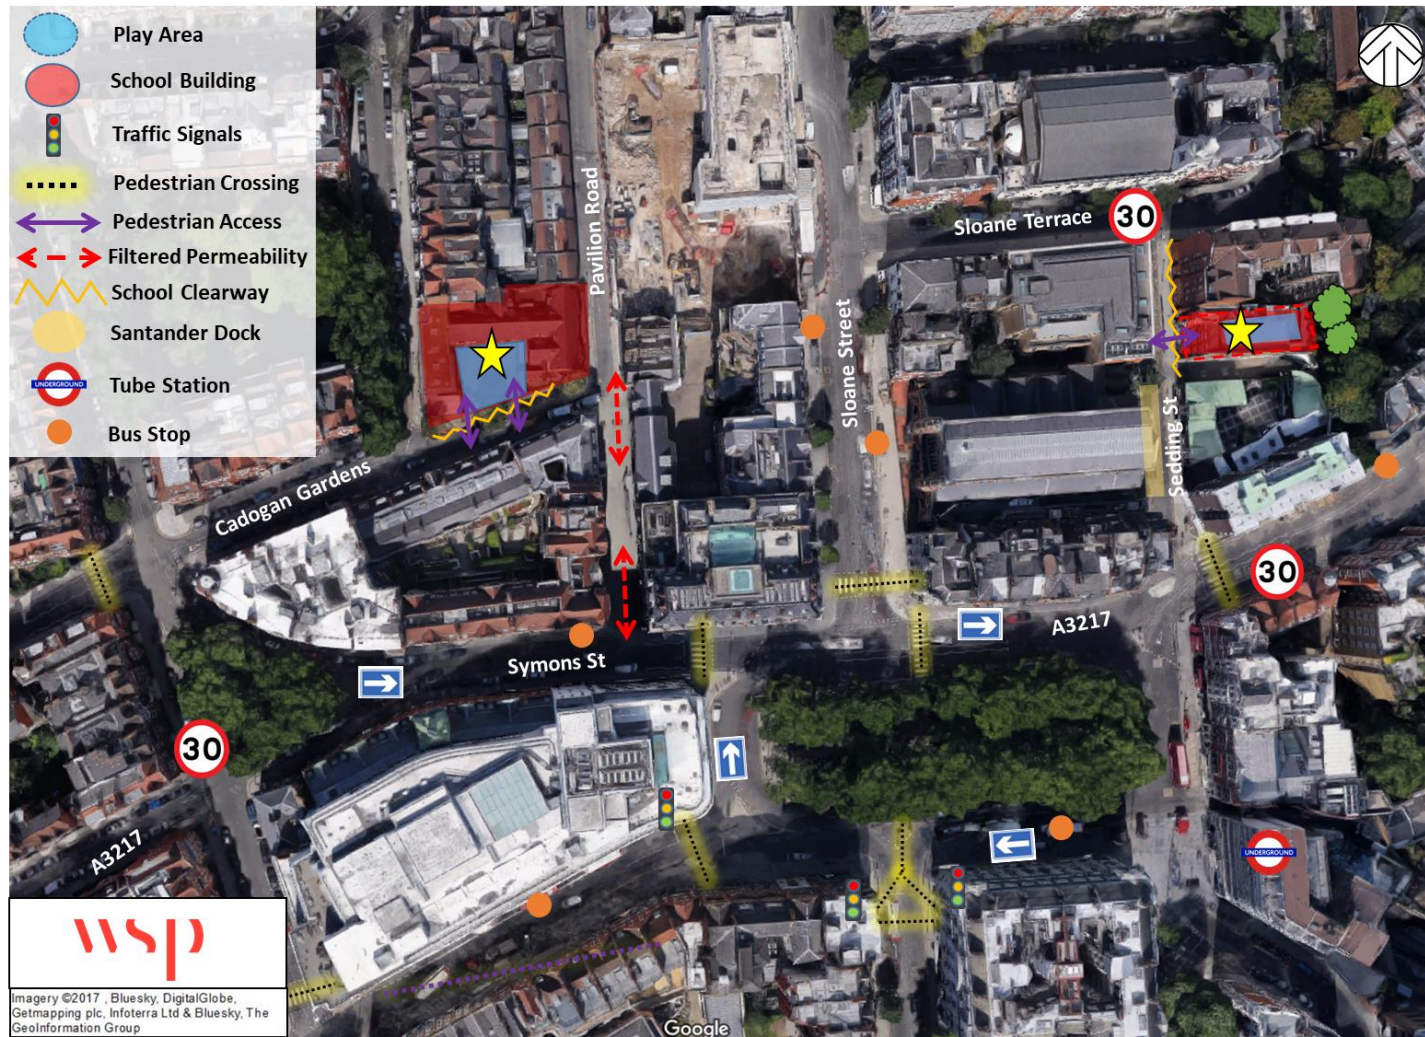 Play Area
School Building
Traffic Signals
Pedestrian Crossing
Pedestrian Access
Filtered Permeability
School Clearway
Santander Dock
UNDERGROUND
Tube Station
Bus Stop
Pavilion Road
Sloane Terrace
30
Sloane Street
Sedding St
Cadogan Gardens
30
A3217
Symons St
30
A3217
UNDERGROUND
wsp
Imagery ©2017 , Bluesky, DigitalGlobe,
Getmapping plc, Infoterra Ltd & Bluesky, The
GeoInformation Group
Google